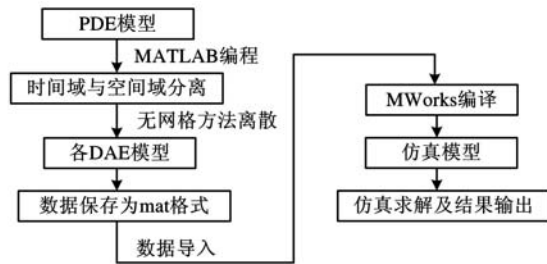 PDE模型
MATLAB编程
时间域与空间域分离
无网格方法离散
各DAE模型
数据保存为mat格式
数据导入
MWorks编译
仿真模型
仿真求解及结果输出